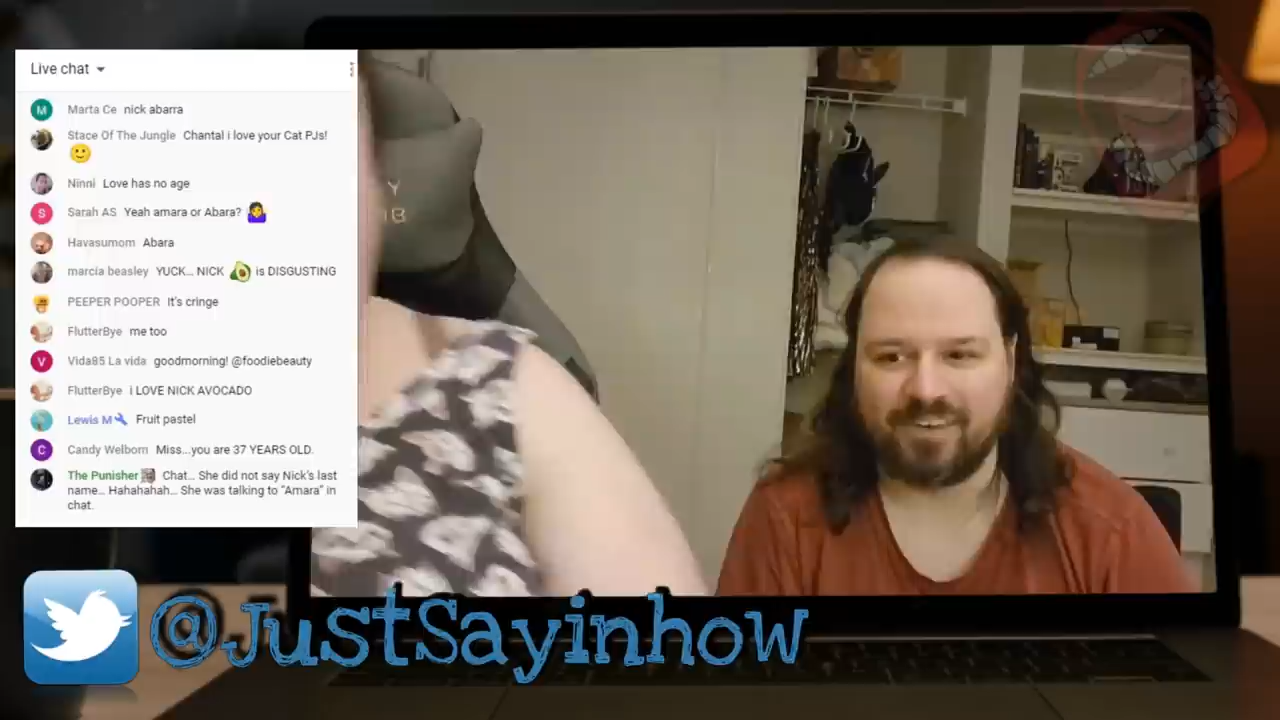 Live chat
Marta Ce nick abarra
Stace Of The Jungle Chantal i love your Cat PJs!
Ninni Love has no age
Sarah AS Yeah amara or Abara?
Havasumom Abara
marcia beasley YUCK... NICK is DISGUSTING
PEEPER POOPER It's cringe
FlutterBye me too
Vida85 La vida goodmorning! @foodiebeauty
FlutterBye i LOVE NICK AVOCADO
Lewis M Fruit pastel
Candy Welborn Miss...you are 37 YEARS OLD.
The Punisher Chat... She did not say Nick's last
name... Hahahahah... She was talking to "Amara" in
chat.
@JustSayinhow